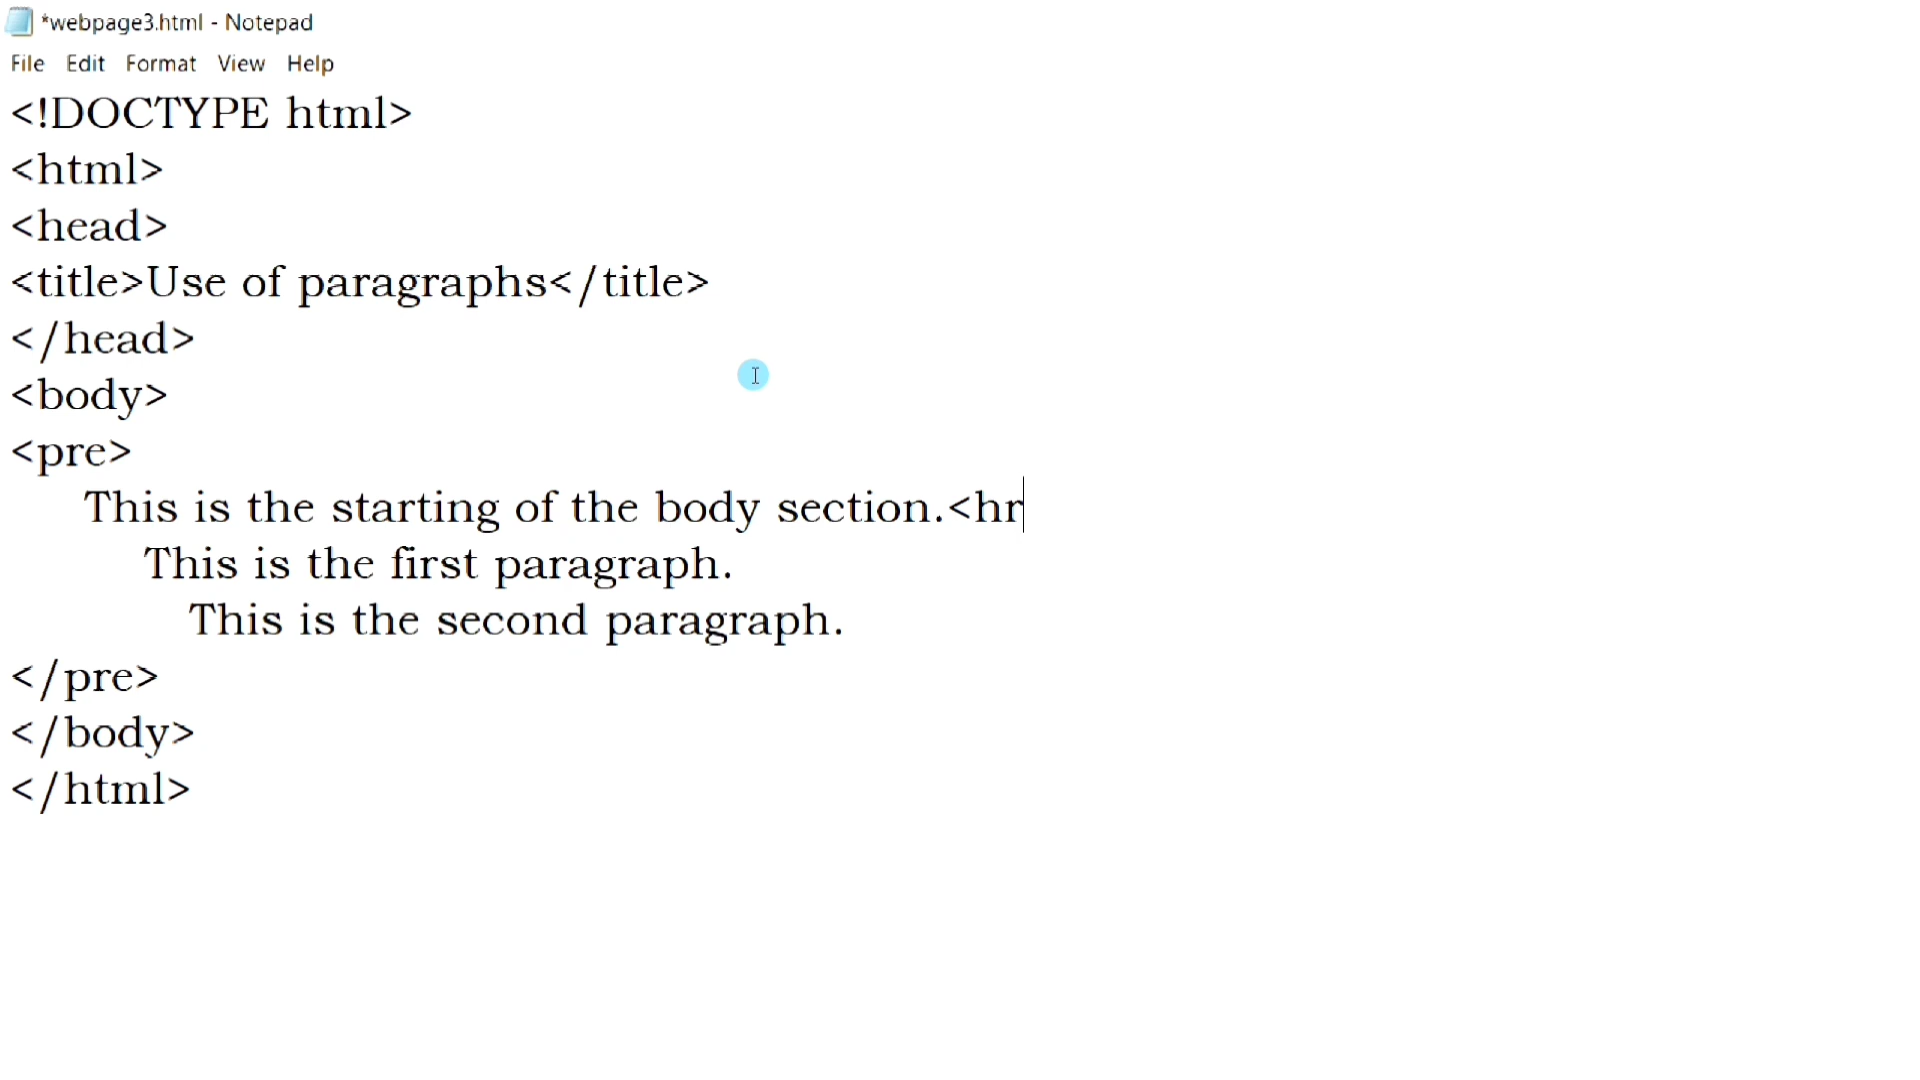 *webpage3.html - Notepad
File Edit Format View Help
<!DOCTYPE html>
<html>
<head>
<title>Use of paragraphs</title>
</head>
<body>
<pre>
     This is the starting of the body section.<hr
         This is the first paragraph.
            This is the second paragraph.
</pre>
</body>
</html>